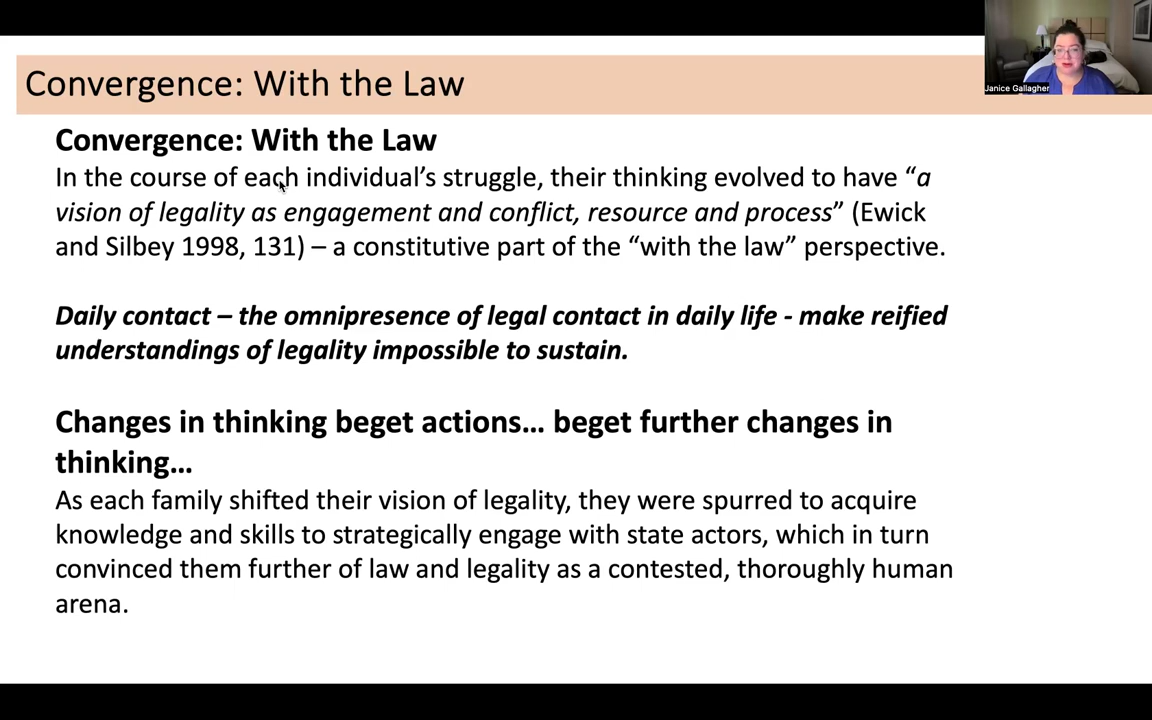 Convergence: With the Law
Janice Gallagher
Convergence: With the Law
In the course of each individual’s struggle, their thinking evolved to have “a
vision of legality as engagement and conflict, resource and process” (Ewick
and Silbey 1998, 131) – a constitutive part of the “with the law” perspective.
Daily contact – the omnipresence of legal contact in daily life - make reified
understandings of legality impossible to sustain.
Changes in thinking beget actions… beget further changes in
thinking…
As each family shifted their vision of legality, they were spurred to acquire
knowledge and skills to strategically engage with state actors, which in turn
convinced them further of law and legality as a contested, thoroughly human
arena.